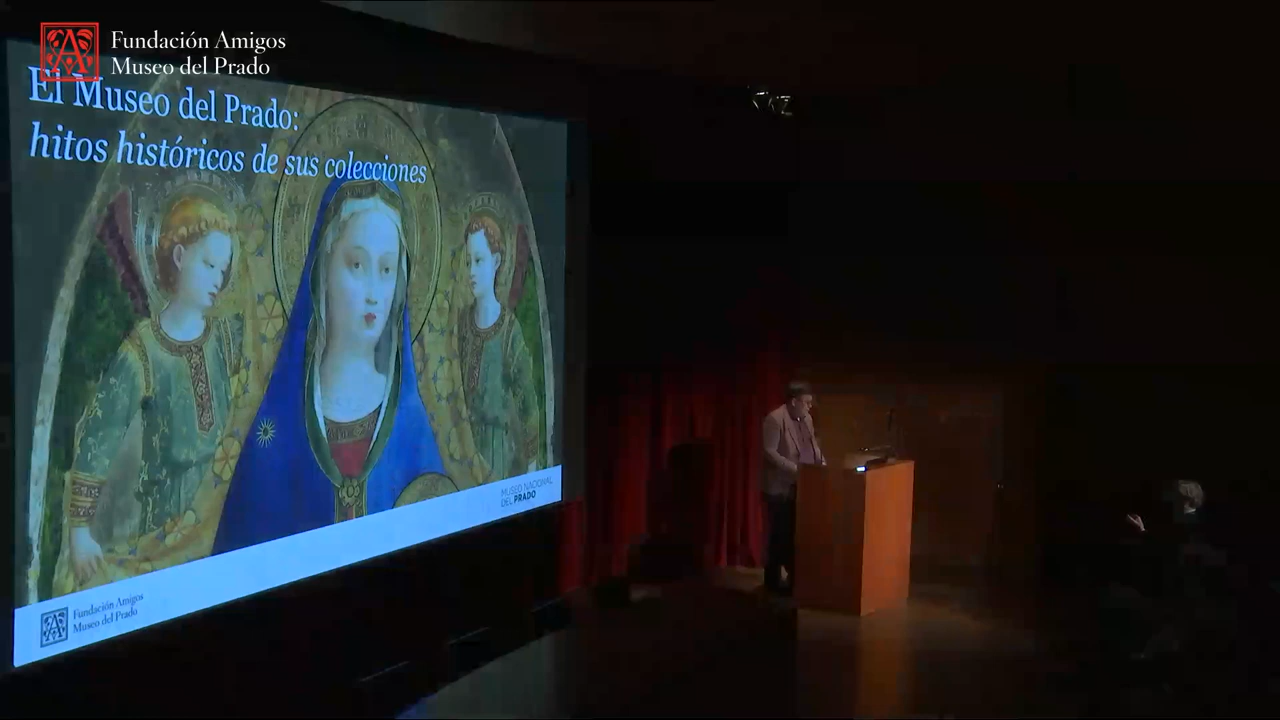 Fundación Amigos
Museo del Prado
El Museo del Prado:
hitos históricos de sus colecciones
MUSEO NACIONAL
DEL PRADO
Fundación Amigos
Museo del Prado